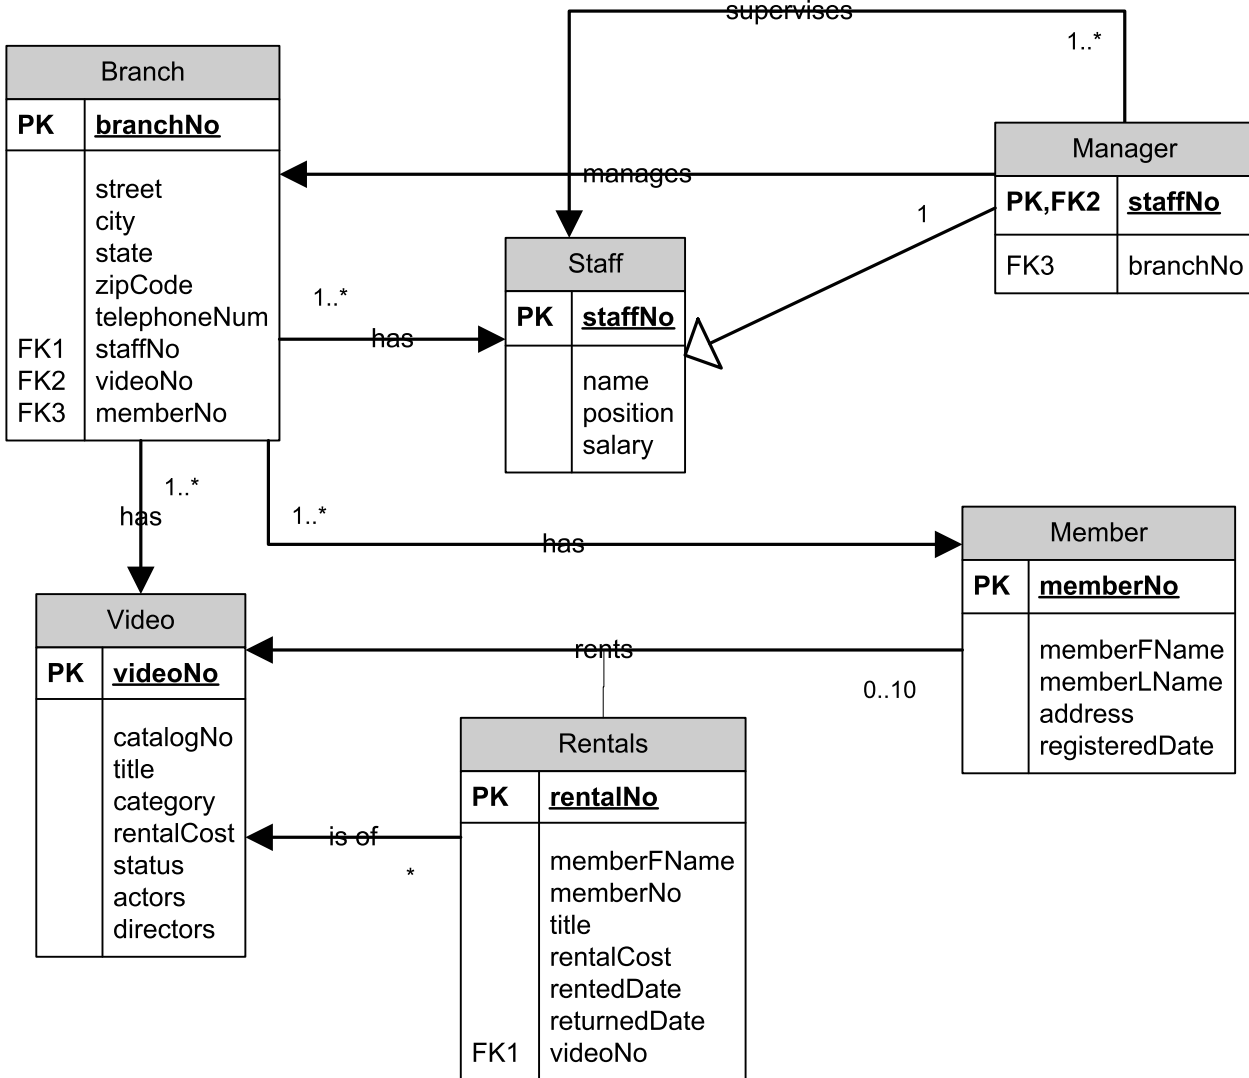 supervises
1..*
Branch
PK branchNo
street
city
state
zipCode
telephoneNum
FK1 staffNo
FK2 videoNo
FK3 memberNo
manages
Manager
PK,FK2 staffNo
FK3 branchNo
1
Staff
PK staffNo
name
position
salary
1..*
has
1..*
has
1..*
has
Member
PK memberNo
memberFName
memberLName
address
registeredDate
Video
PK videoNo
catalogNo
title
category
rentalCost
status
actors
directors
rents
0..10
Rentals
PK rentalNo
memberFName
memberNo
title
rentalCost
rentedDate
returnedDate
FK1 videoNo
is of
*